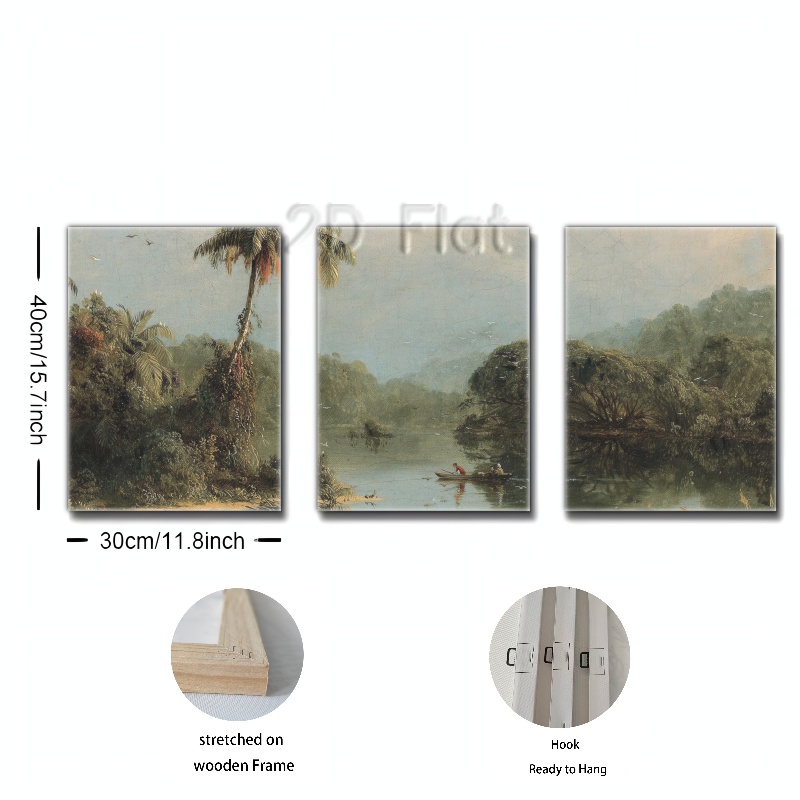 2D Flat
40cm/15.7inch
30cm/11.8inch
stretched on
wooden Frame
Hook
Ready to Hang